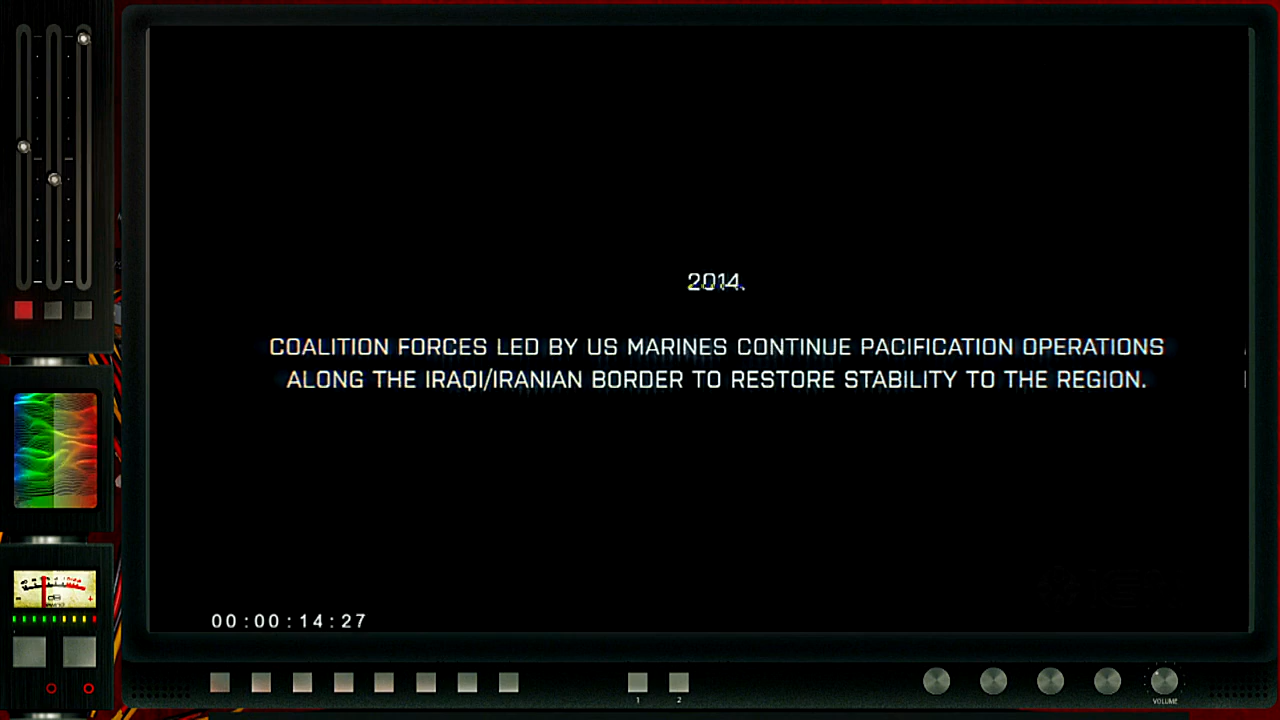 2014.
COALITION FORCES LED BY US MARINES CONTINUE PACIFICATION OPERATIONS
ALONG THE IRAQI/IRANIAN BORDER TO RESTORE STABILITY TO THE REGION.
00:00:14:27
1 2
VOLUME